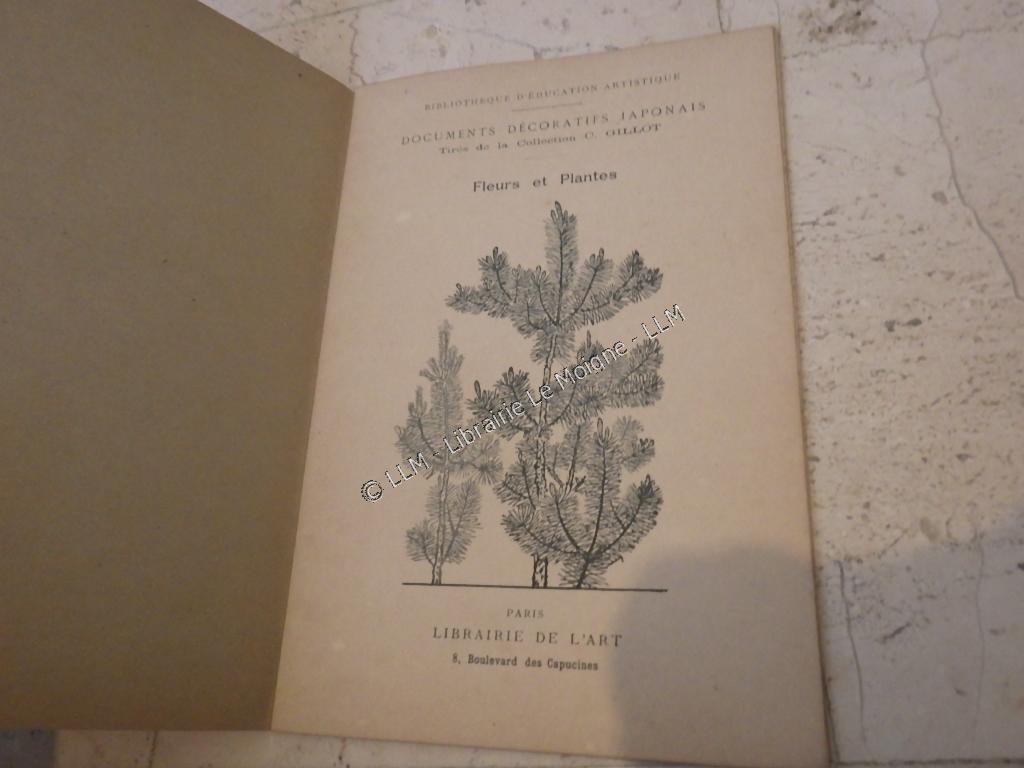 BIBLIOTHÈQUE D'ÉDUCATION ARTISTIQUE
DOCUMENTS DÉCORATIFS JAPONAIS
Tirés de la Collection C. GILLOT
Fleurs et Plantes
© LLM - Librairie Le Moigne - LLM
PARIS
LIBRAIRIE DE L'ART
8, Boulevard des Capucines